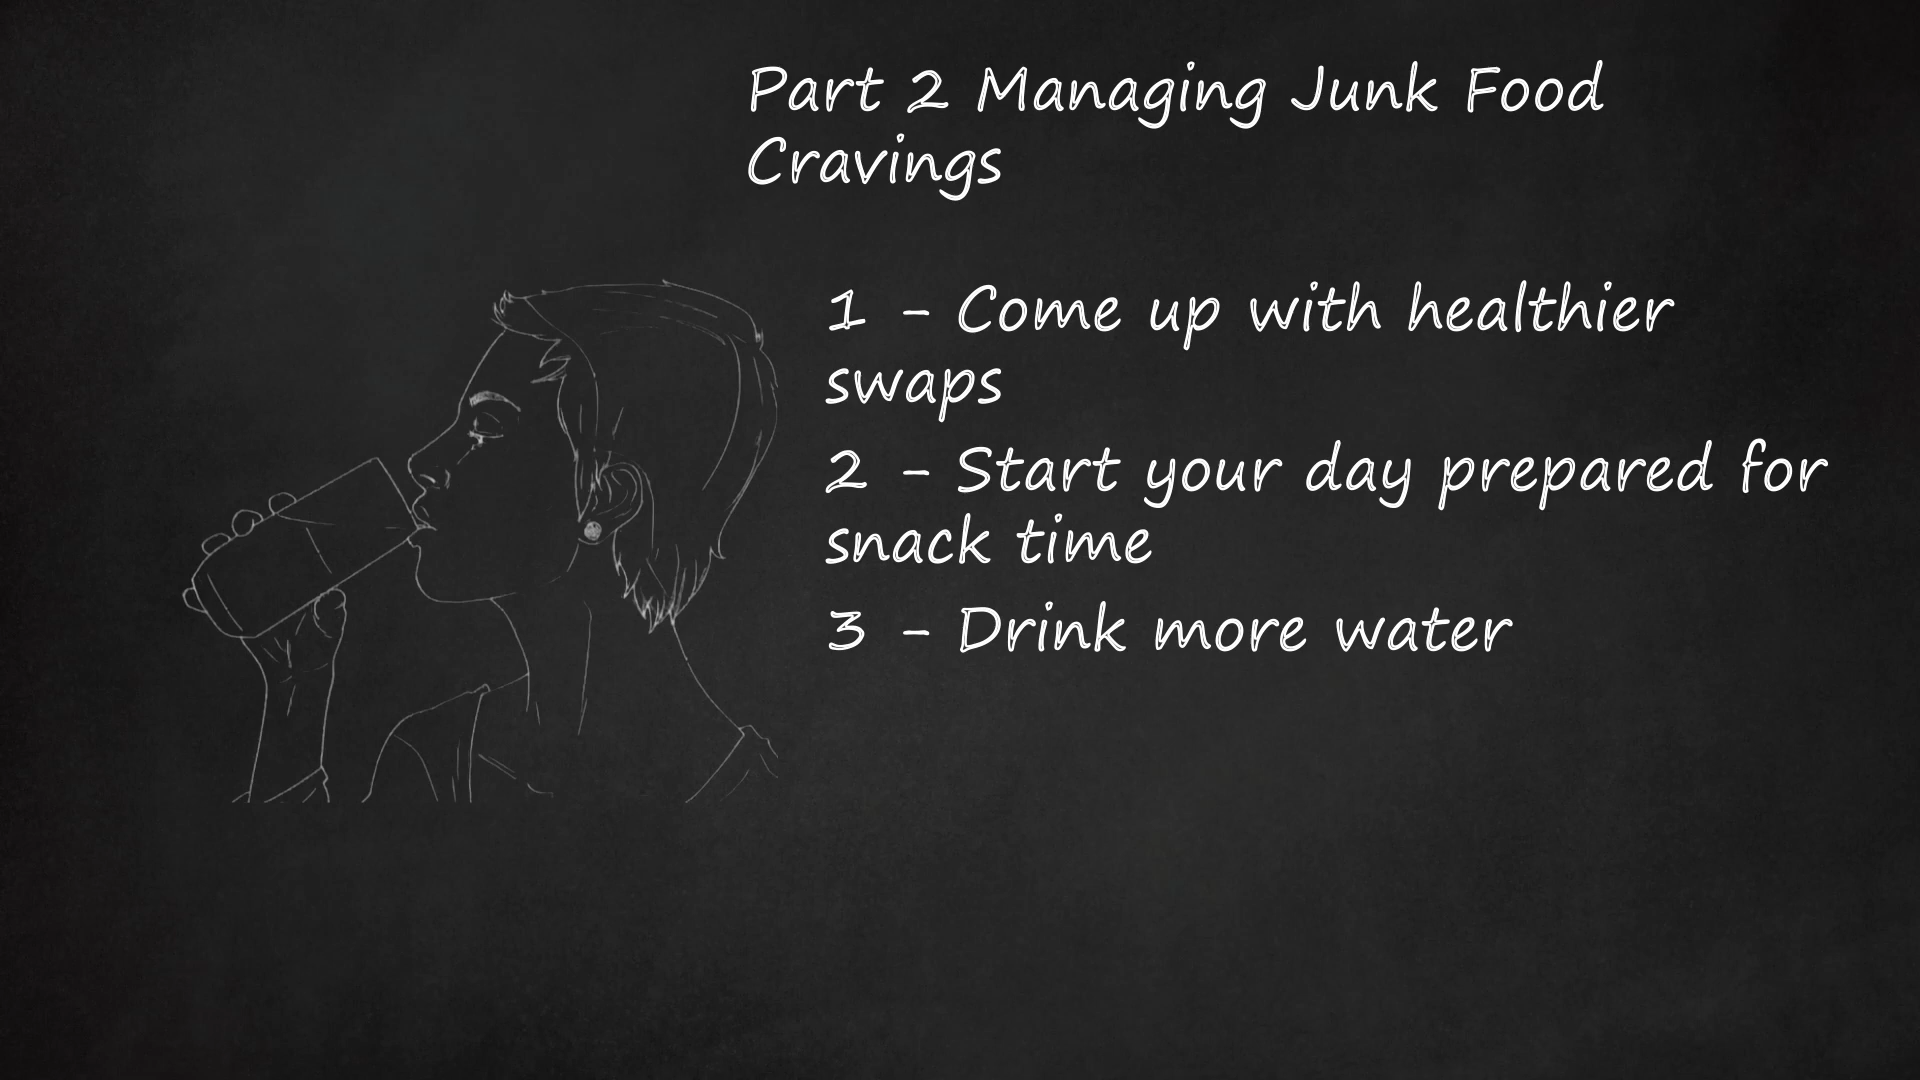 Part 2 Managing Junk Food
Cravings
1 - Come up with healthier
swaps
2 - Start your day prepared for
snack time
3 - Drink more water